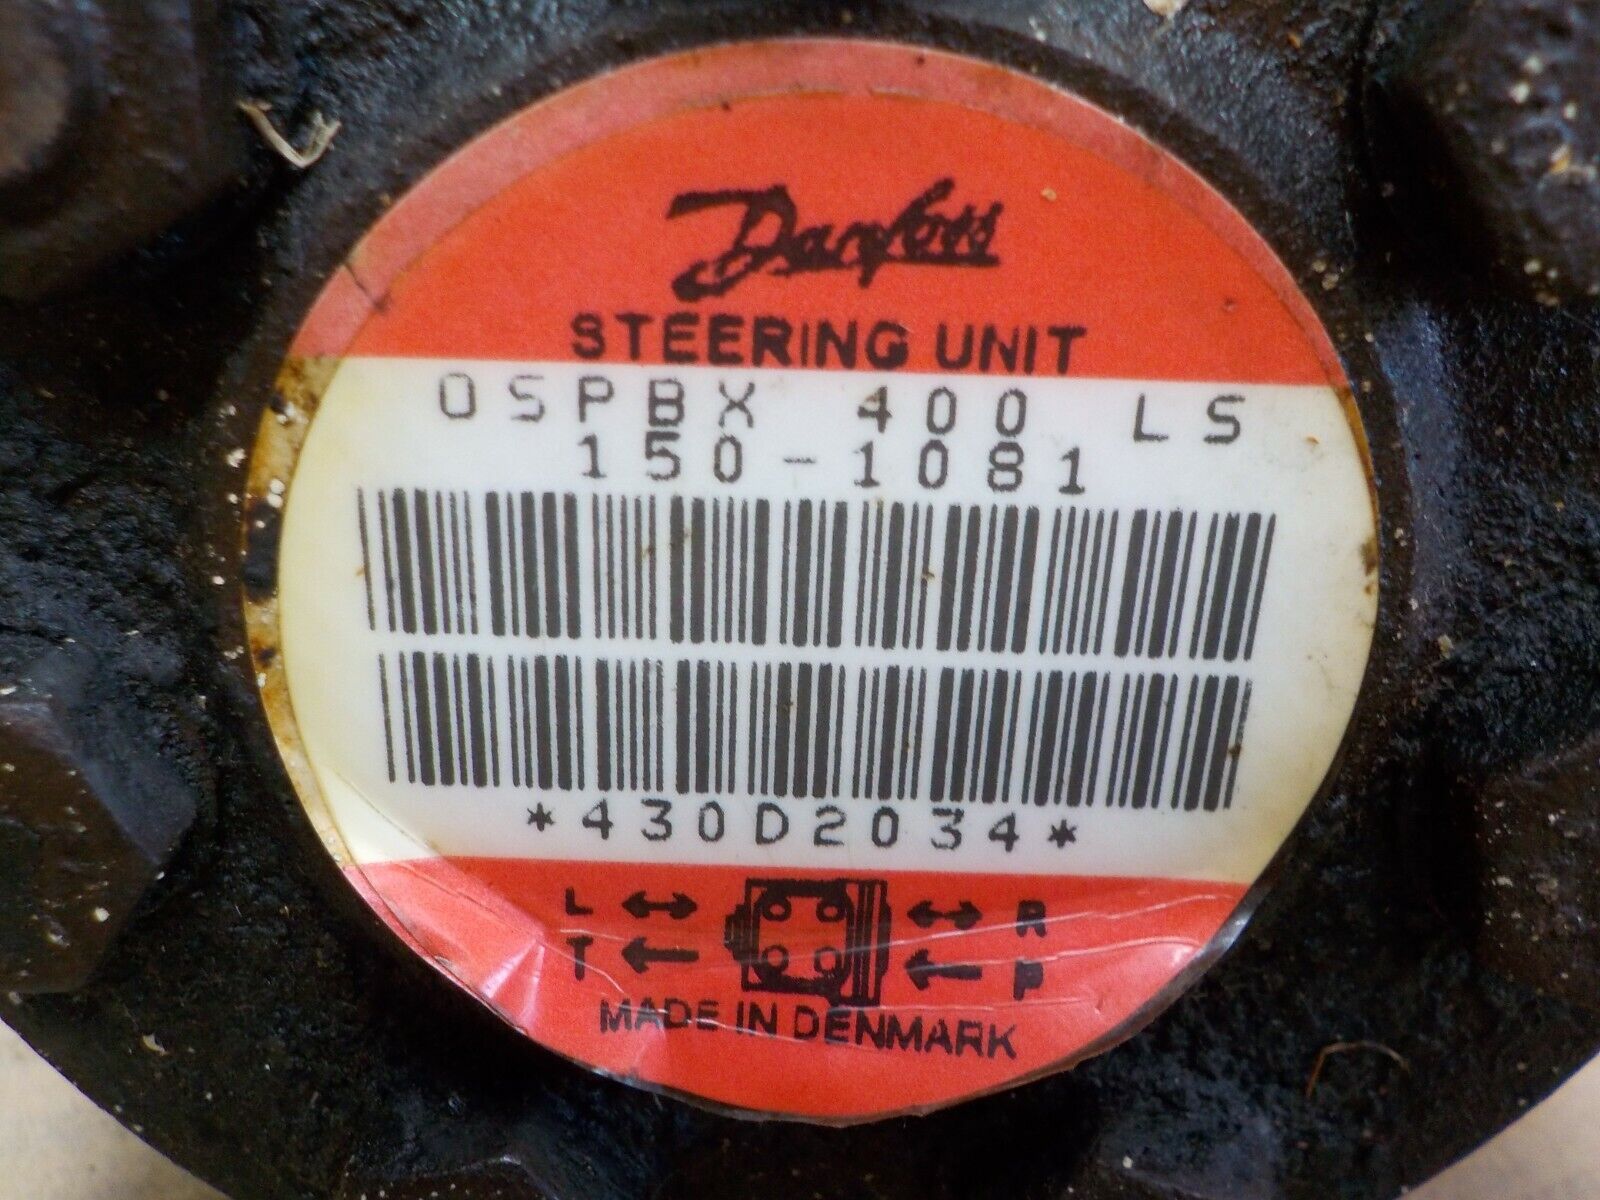 Danfoss
STEERING UNIT
OSPBX 400 LS
150-1081
*430D2034*
L R
T P
MADE IN DENMARK